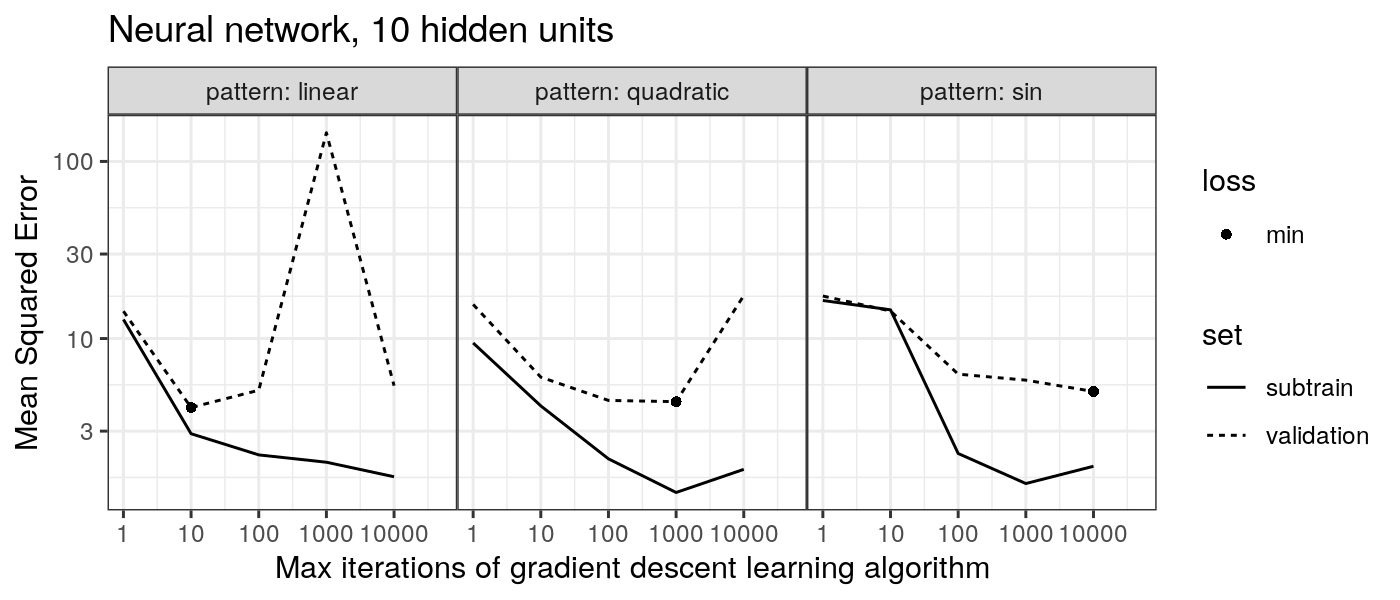 Neural network, 10 hidden units
pattern: linear
pattern: quadratic
pattern: sin
Mean Squared Error
100
30
10
3
1 10 100 1000 10000
1 10 100 1000 10000
1 10 100 1000 10000
Max iterations of gradient descent learning algorithm
loss
min
set
subtrain
validation